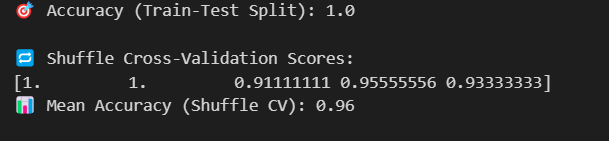 🎯 Accuracy (Train-Test Split): 1.0
🔁 Shuffle Cross-Validation Scores:
[1.         1.         0.91111111 0.95555556 0.93333333]
📊 Mean Accuracy (Shuffle CV): 0.96